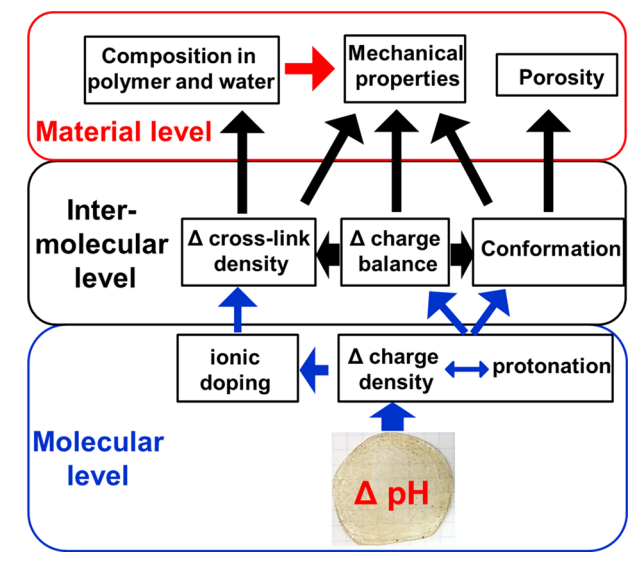 Composition in
polymer and water
Mechanical
properties
Porosity
Material level
Inter-
molecular
level
Δ cross-link
density
Δ charge
balance
Conformation
ionic
doping
Δ charge
density
protonation
Molecular
level
Δ pH